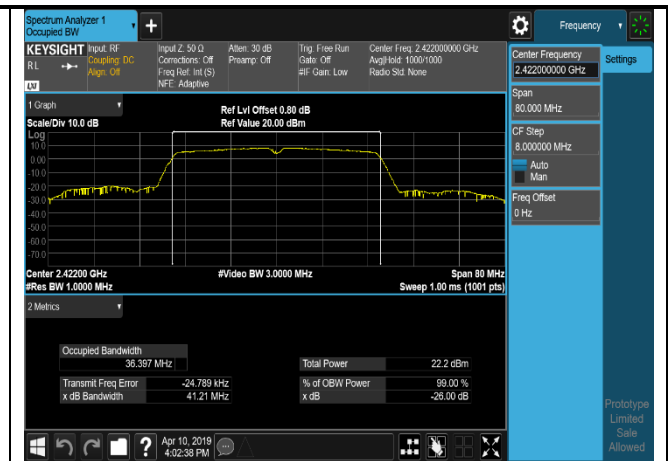 Spectrum Analyzer 1
Occupied BW
+
Frequency
KEYSIGHT
RL
LXI
Input: RF
Coupling: DC
Align: Off
Input Z: 50 Ω
Corrections: Off
Freq Ref: Int (S)
NFE: Adaptive
Atten: 30 dB
Preamp: Off
Trig: Free Run
Gate: Off
#IF Gain: Low
Center Freq: 2.422000000 GHz
Avg|Hold: 1000/1000
Radio Std: None
Center Frequency
2.422000000 GHz
Settings
Span
80.000 MHz
CF Step
8.000000 MHz
Auto
Man
Freq Offset
0 Hz
1 Graph
Scale/Div 10.0 dB
Ref Lvl Offset 0.80 dB
Ref Value 20.00 dBm
Log
10.0
0.00
-10.0
-20.0
-30.0
-40.0
-50.0
-60.0
-70.0
Center 2.42200 GHz
#Video BW 3.0000 MHz
Span 80 MHz
#Res BW 1.0000 MHz
Sweep 1.00 ms (1001 pts)
2 Metrics
Occupied Bandwidth
36.397 MHz
Total Power 22.2 dBm
Transmit Freq Error -24.789 kHz
% of OBW Power 99.00 %
x dB Bandwidth 41.21 MHz
x dB -26.00 dB
Prototype
Limited
Sale
Allowed
?
Apr 10, 2019
4:02:38 PM